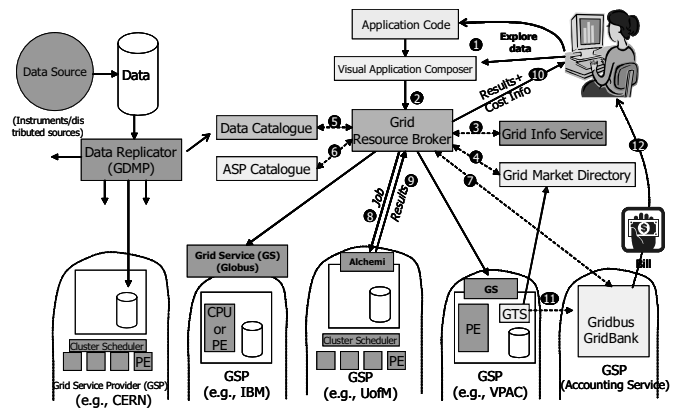 Application Code
Explore
data
1
Visual Application Composer
10
Results+
Cost Info
2
Data Source
Data
(Instruments/dis
tributed sources)
Data Replicator
(GDMP)
Data Catalogue
5
Grid
Resource Broker
3
Grid Info Service
ASP Catalogue
6
4
Grid Market Directory
7
12
8
Job
Results
9
$
Bill
Grid Service (GS)
(Globus)
Alchemi
GS
CPU
or
PE
PE
GTS
11
Gridbus
GridBank
Cluster Scheduler
PE
Cluster Scheduler
PE
Grid Service Provider (GSP)
(e.g., CERN)
GSP
(e.g., IBM)
GSP
(e.g., UofM)
GSP
(e.g., VPAC)
GSP
(Accounting Service)